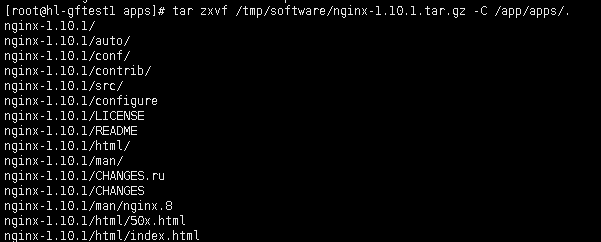 [root@hl-gftest1 apps]# tar zxvf /tmp/software/nginx-1.10.1.tar.gz -C /app/apps/.
nginx-1.10.1/
nginx-1.10.1/auto/
nginx-1.10.1/conf/
nginx-1.10.1/contrib/
nginx-1.10.1/src/
nginx-1.10.1/configure
nginx-1.10.1/LICENSE
nginx-1.10.1/README
nginx-1.10.1/html/
nginx-1.10.1/man/
nginx-1.10.1/CHANGES.ru
nginx-1.10.1/CHANGES
nginx-1.10.1/man/nginx.8
nginx-1.10.1/html/50x.html
nginx-1.10.1/html/index.html